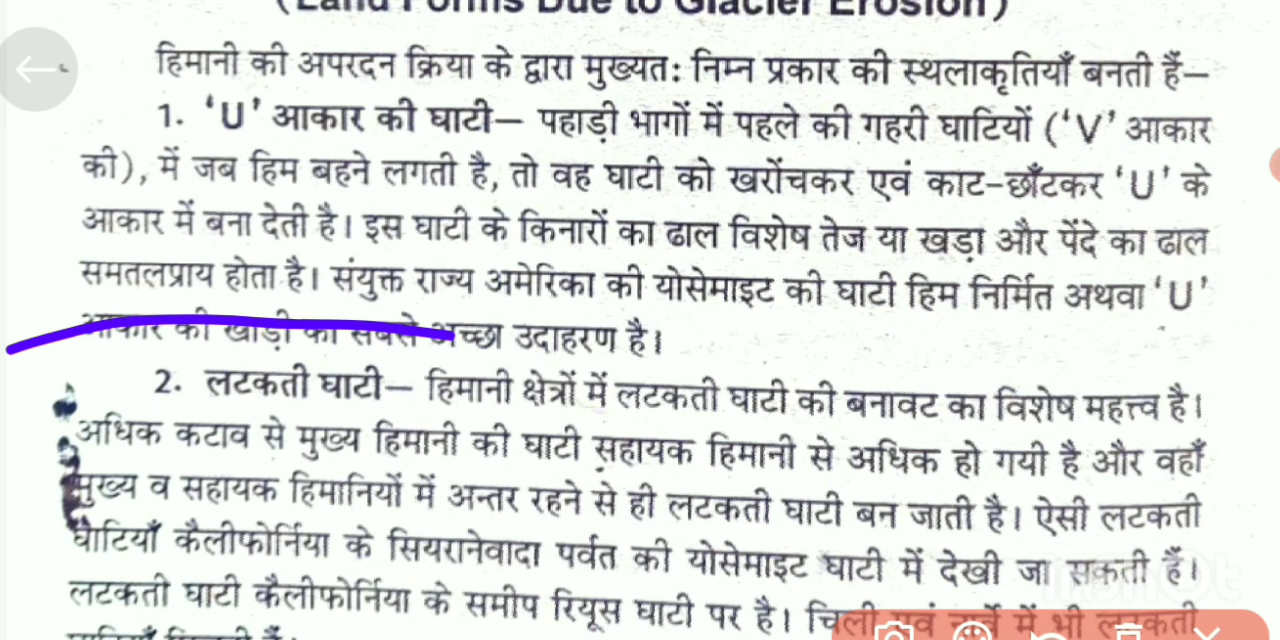 (Land Forms Due to Glacier Erosion)
हिमानी की अपरदन क्रिया के द्वारा मुख्यतः निम्न प्रकार की स्थलाकृतियाँ बनती हैं—
1. ‘U’ आकार की घाटी— पहाड़ी भागों में पहले की गहरी घाटियों (‘V’ आकार
की), में जब हिम बहने लगती है, तो वह घाटी को खरोंचकर एवं काट-छाँटकर ‘U’ के
आकार में बना देती है। इस घाटी के किनारों का ढाल विशेष तेज या खड़ा और पेंदे का ढाल
समतलप्राय होता है। संयुक्त राज्य अमेरिका की योसेमाइट की घाटी हिम निर्मित अथवा ‘U’
आकार की खाड़ी का सबसे अच्छा उदाहरण है।
2. लटकती घाटी— हिमानी क्षेत्रों में लटकती घाटी की बनावट का विशेष महत्त्व है।
अधिक कटाव से मुख्य हिमानी की घाटी सहायक हिमानी से अधिक हो गयी है और वहाँ
मुख्य व सहायक हिमानियों में अन्तर रहने से ही लटकती घाटी बन जाती है। ऐसी लटकती
घाटियाँ कैलीफोर्निया के सियरानेवादा पर्वत की योसेमाइट घाटी में देखी जा सकती हैं।
लटकती घाटी कैलीफोर्निया के समीप रियूस घाटी पर है। चिली एवं नार्वे में भी लटकती